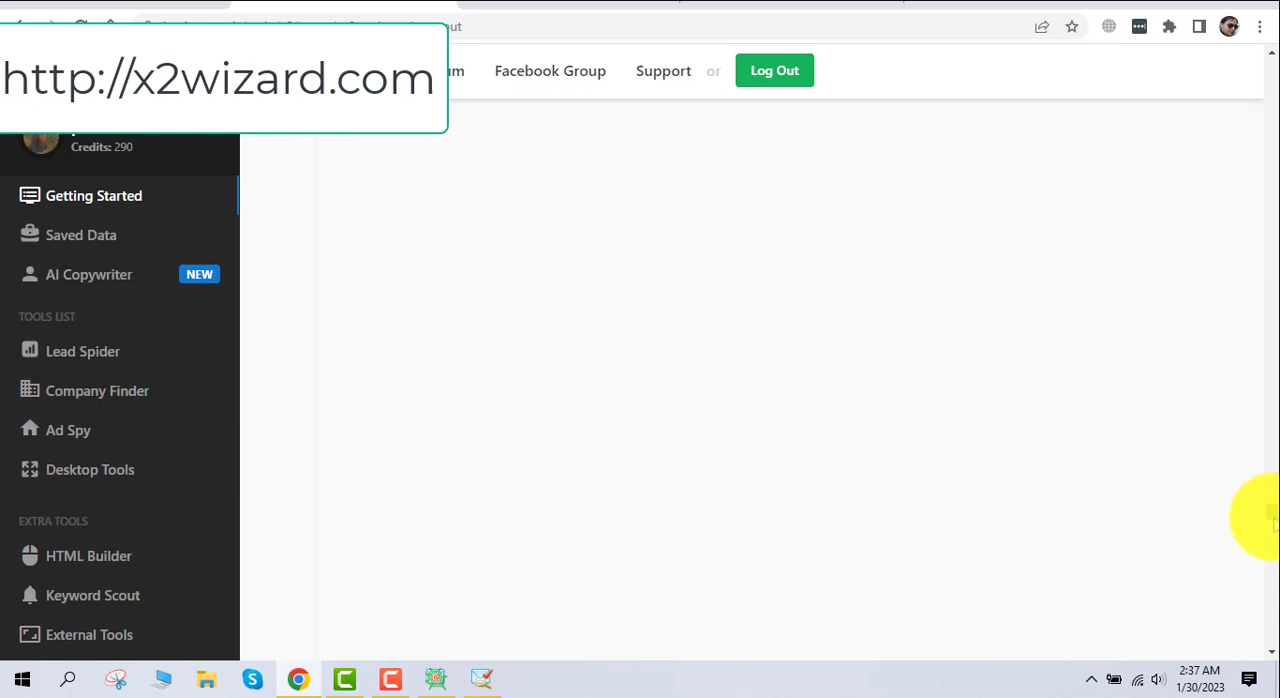 out
http://x2wizard.com
um
Facebook Group
Support
or
Log Out
Credits: 290
Getting Started
Saved Data
AI Copywriter
NEW
TOOLS LIST
Lead Spider
Company Finder
Ad Spy
Desktop Tools
EXTRA TOOLS
HTML Builder
Keyword Scout
External Tools
2:37 AM
1/30/2023